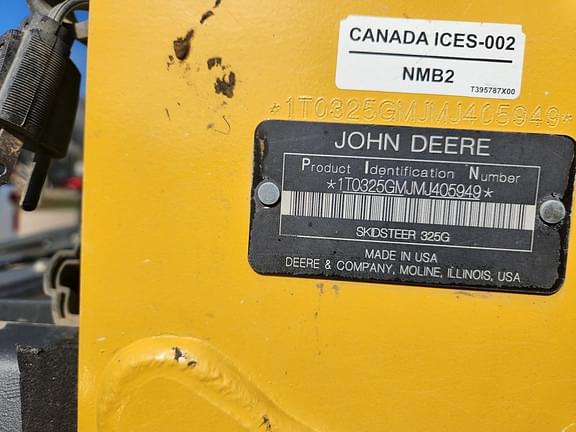 CANADA ICES-002
NMB2
T395787X00
*1T0325GMJMJ405949*
JOHN DEERE
Product Identification Number
*1T0325GMJMJ405949*
SKIDSTEER 325G
MADE IN USA
DEERE & COMPANY, MOLINE, ILLINOIS, USA